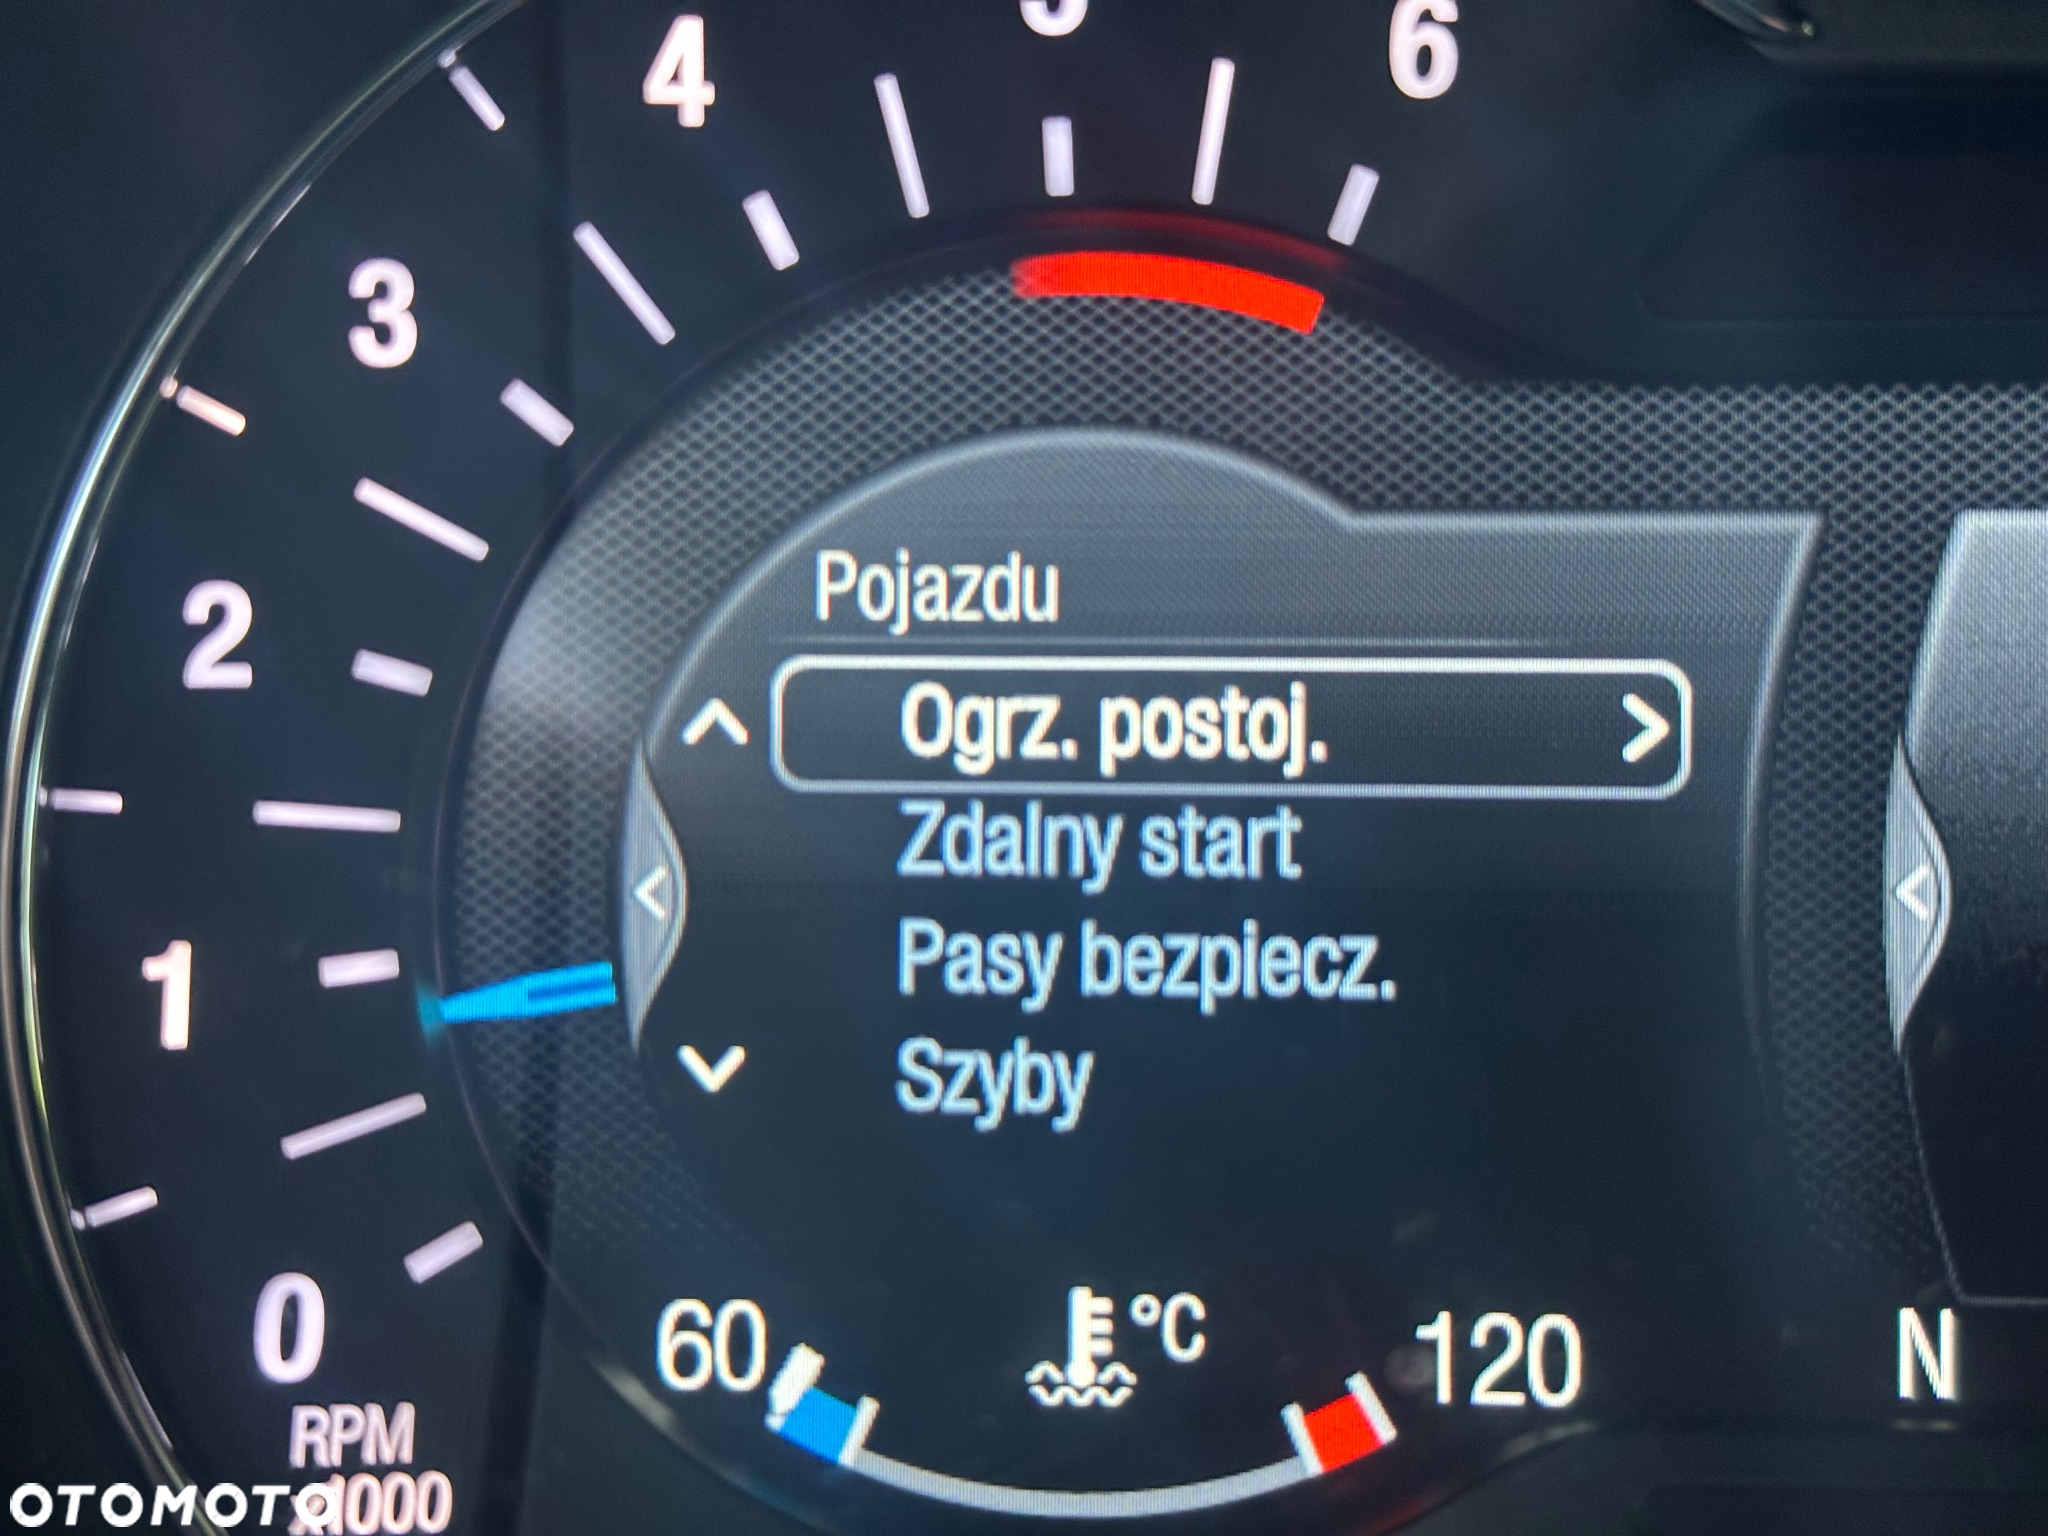 4
5
6
3
2
1
0
RPM
x1000
Pojazdu
Ogrz. postoj.
Zdalny start
Pasy bezpiecz.
Szyby
60
°C
120
N
OTOMOTO